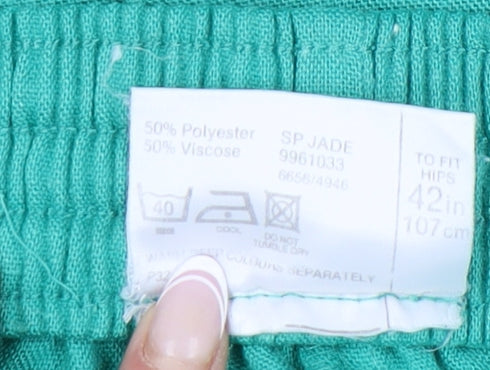 50% Polyester
50% Viscose
SP JADE
9961033
6656/4946
40
COOL
DO NOT
TUMBLE DRY
WASH DEEP COLOURS SEPARATELY
P32
TO FIT
HIPS
42in
107cm